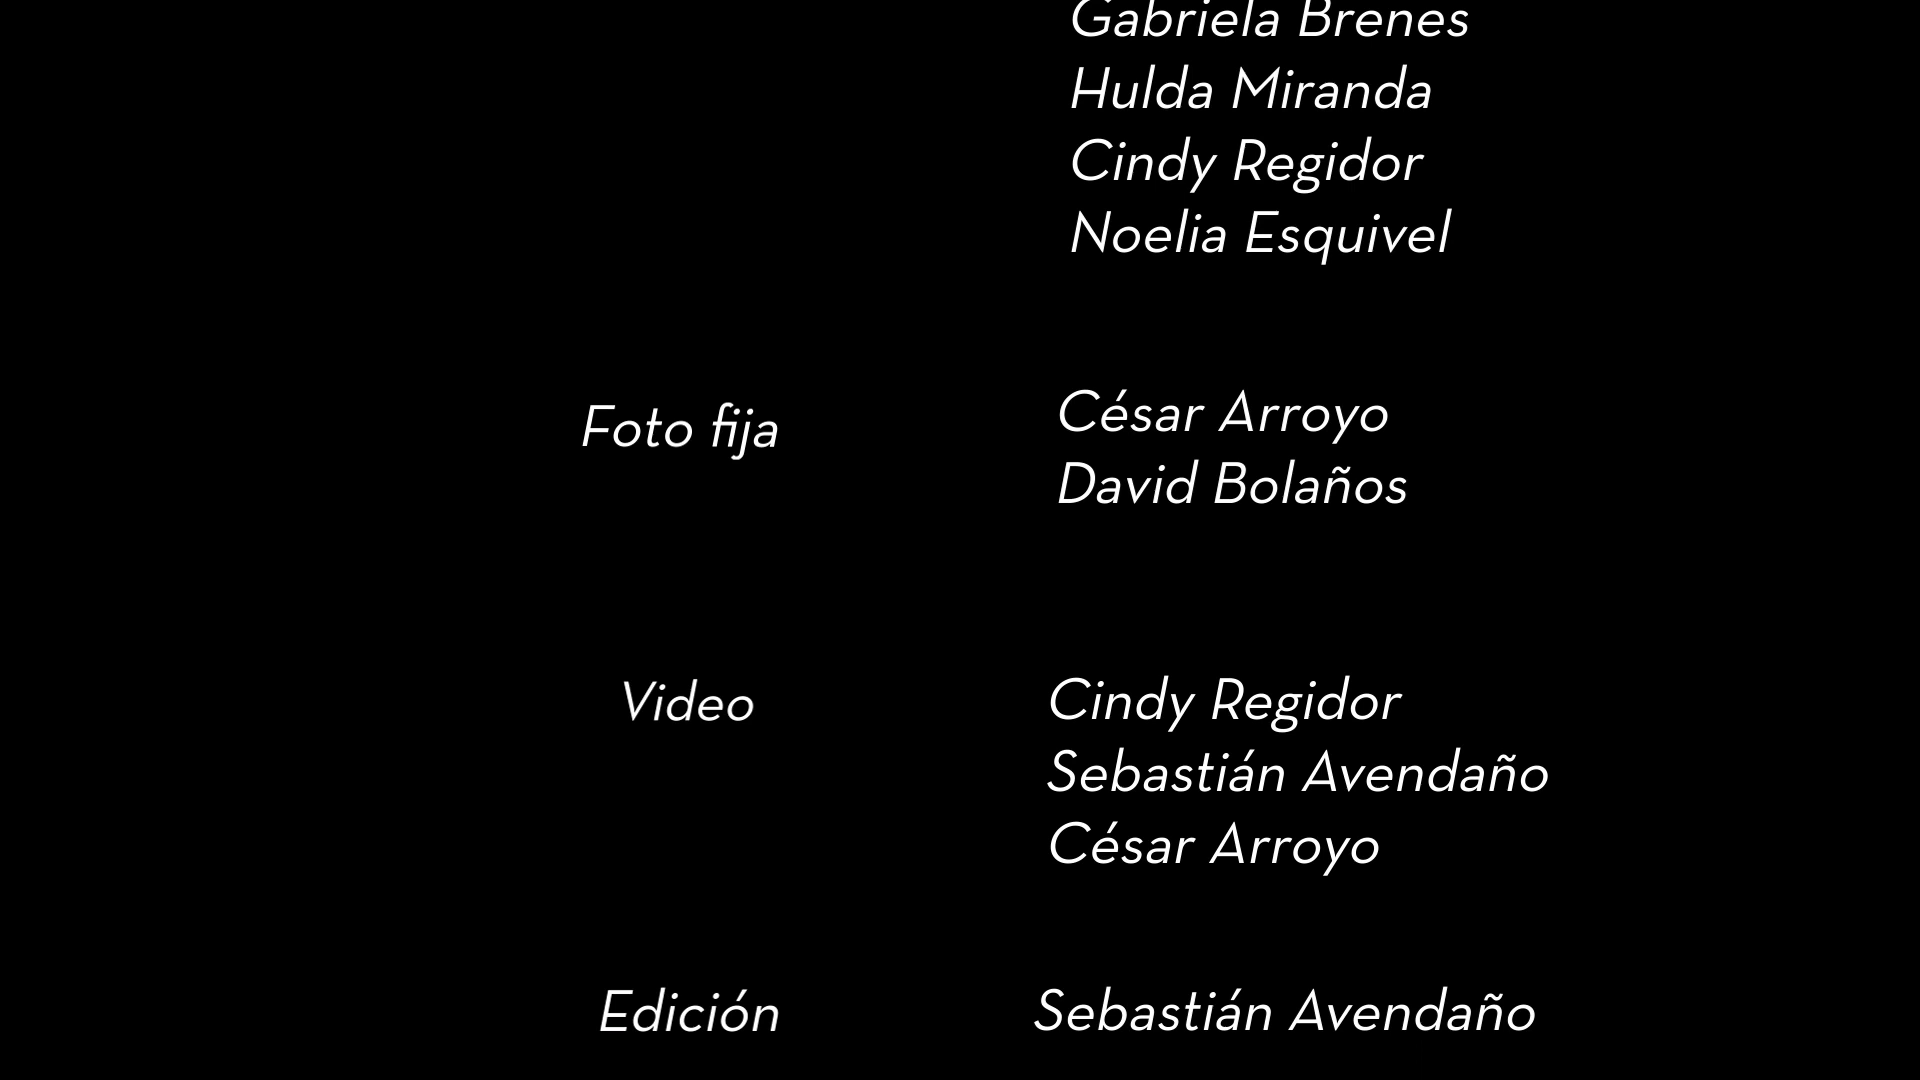 Gabriela Brenes
Hulda Miranda
Cindy Regidor
Noelia Esquivel
Foto fija
César Arroyo
David Bolaños
Video
Cindy Regidor
Sebastián Avendaño
César Arroyo
Edición
Sebastián Avendaño